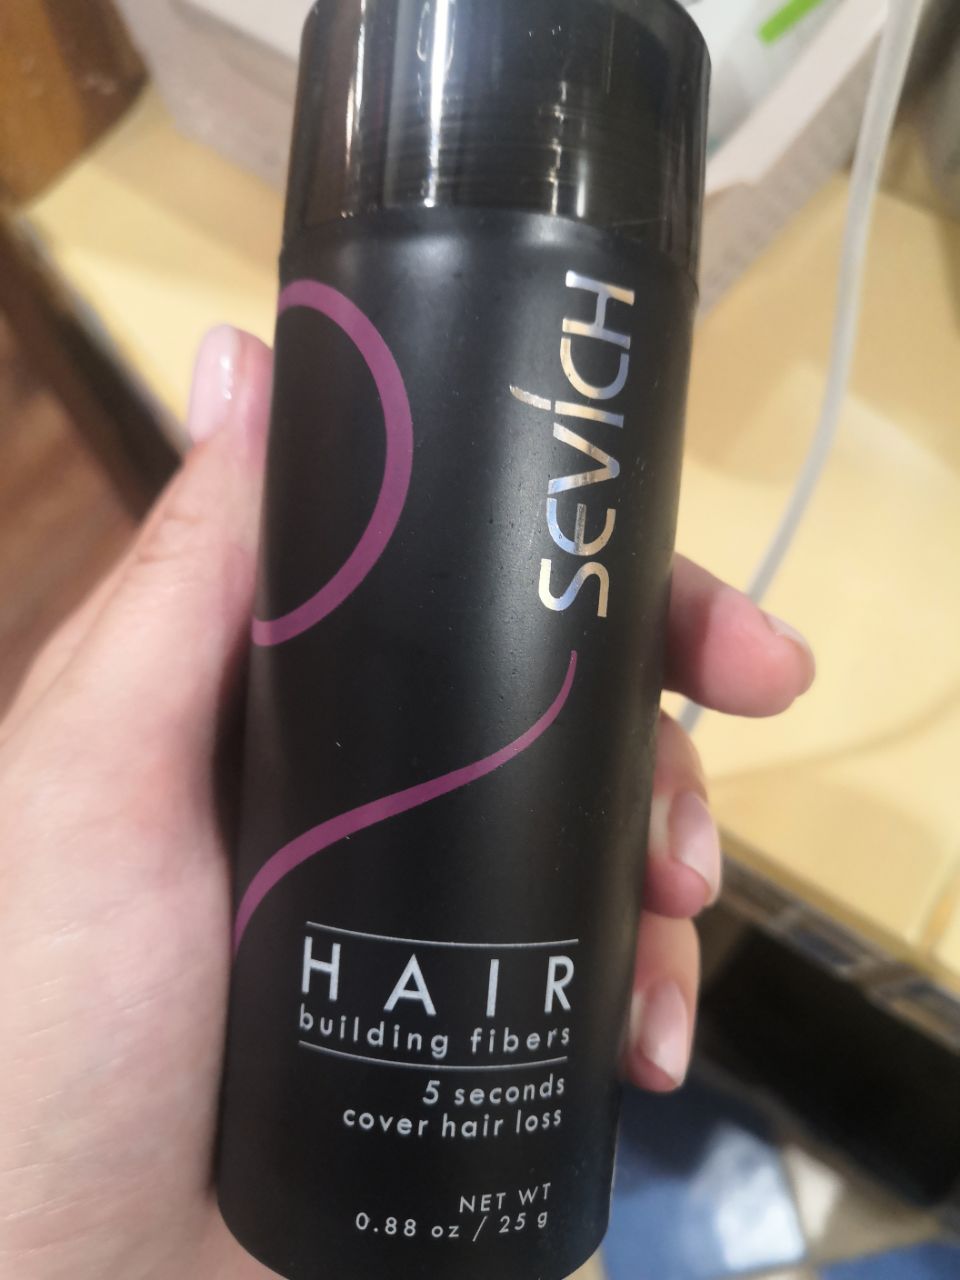 SEVICH
HAIR
building fibers
5 seconds
cover hair loss
NET WT
0.88 oz / 25 g